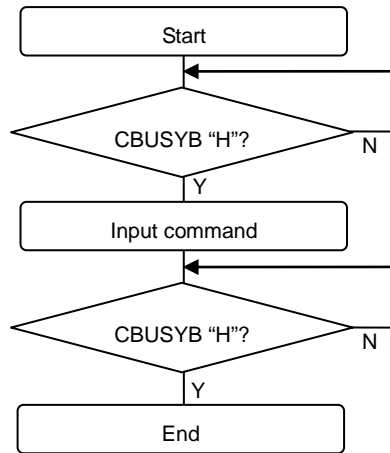 Start
CBUSYB “H”?
N
Y
Input command
CBUSYB “H”?
N
Y
End